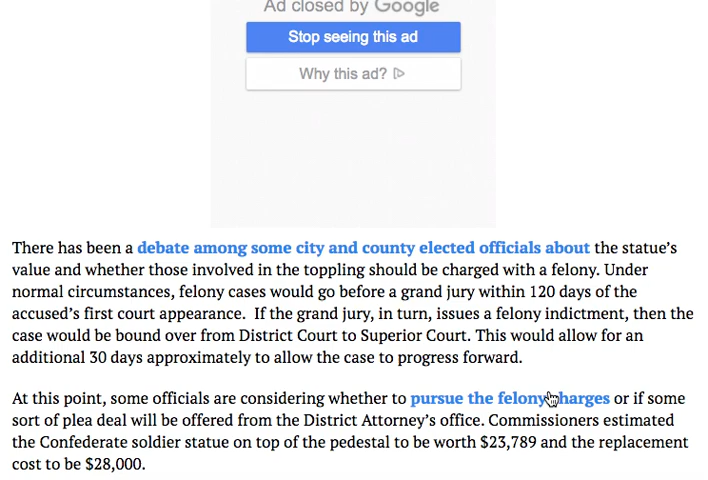 Ad closed by Google
Stop seeing this ad
Why this ad?
There has been a debate among some city and county elected officials about the statue's
value and whether those involved in the toppling should be charged with a felony. Under
normal circumstances, felony cases would go before a grand jury within 120 days of the
accused's first court appearance.  If the grand jury, in turn, issues a felony indictment, then the
case would be bound over from District Court to Superior Court. This would allow for an
additional 30 days approximately to allow the case to progress forward.
At this point, some officials are considering whether to pursue the felony charges or if some
sort of plea deal will be offered from the District Attorney's office. Commissioners estimated
the Confederate soldier statue on top of the pedestal to be worth $23,789 and the replacement
cost to be $28,000.